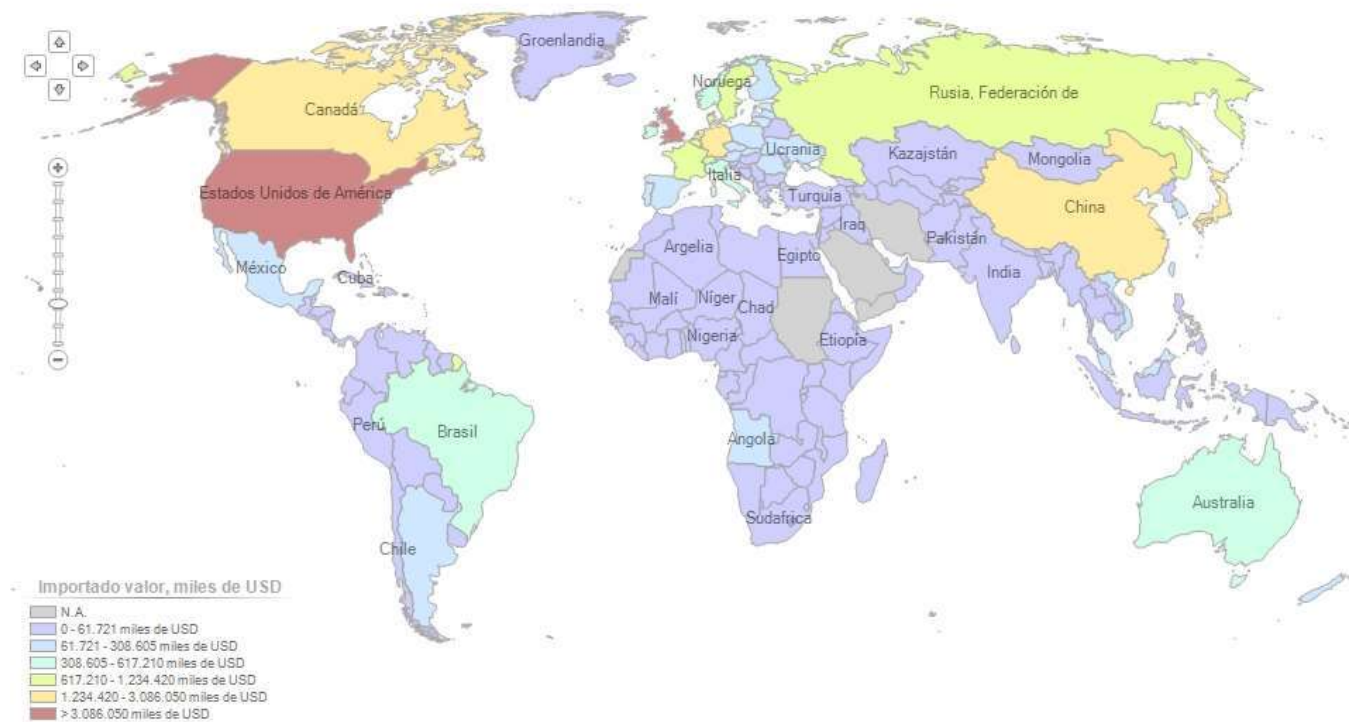 Groenlandia
Noruega
Rusia, Federación de
Canadá
Ucrania
Kazajstán
Mongolia
Italia
Estados Unidos de América
Turquía
China
Iraq
Argelia
Egipto
Pakistán
México
Cuba
India
Malí
Níger
Chad
Nigeria
Etiopía
Perú
Brasil
Angola
Australia
Sudafrica
Chile
Importado valor, miles de USD
N.A.
0 - 61.721 miles de USD
61.721 - 308.605 miles de USD
308.605 - 617.210 miles de USD
617.210 - 1.234.420 miles de USD
1.234.420 - 3.086.050 miles de USD
> 3.086.050 miles de USD